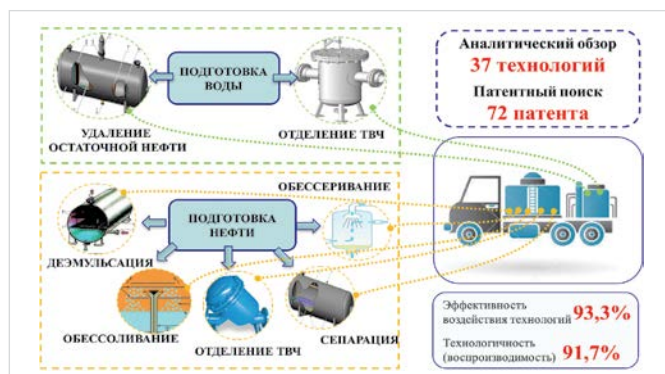 ПОДГОТОВКА
ВОДЫ
УДАЛЕНИЕ
ОСТАТОЧНОЙ НЕФТИ
ОТДЕЛЕНИЕ ТВЧ
ПОДГОТОВКА
НЕФТИ
ОБЕССЕРИВАНИЕ
ДЕЭМУЛЬСАЦИЯ
ОБЕССОЛИВАНИЕ
ОТДЕЛЕНИЕ ТВЧ
СЕПАРАЦИЯ
Аналитический обзор
37 технологий
Патентный поиск
72 патента
Эффективность
воздействия технологий 93,3%
Технологичность
(воспроизводимость) 91,7%